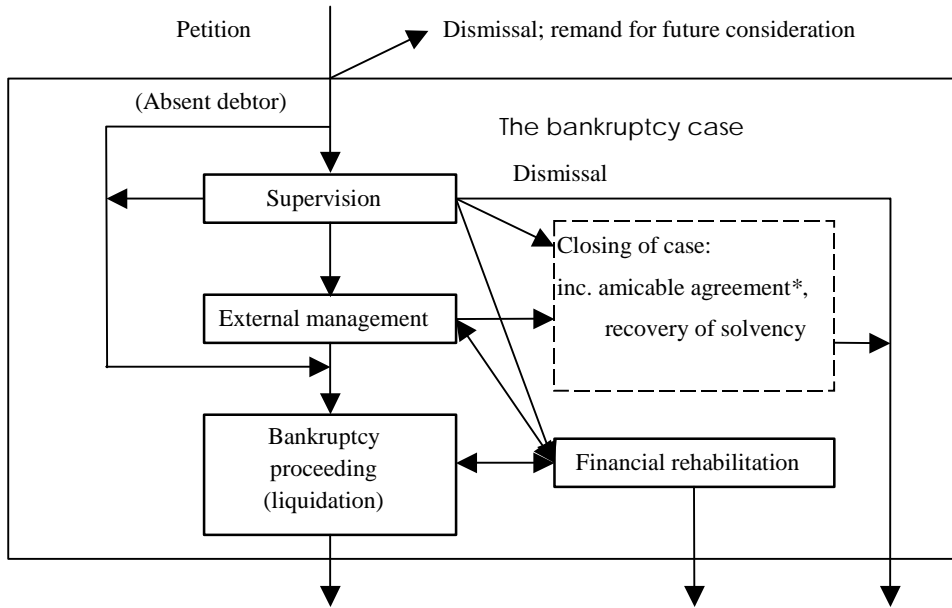 Petition
Dismissal; remand for future consideration
(Absent debtor)
The bankruptcy case
Dismissal
Supervision
Closing of case:
inc. amicable agreement*,
recovery of solvency
External management
Bankruptcy
proceeding
(liquidation)
Financial rehabilitation